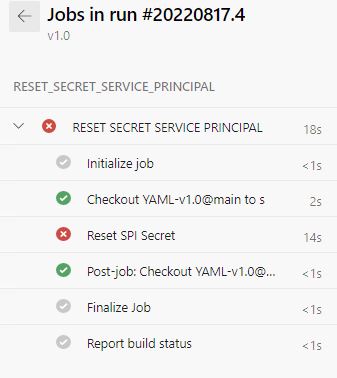 Jobs in run #20220817.4
v1.0
RESET_SECRET_SERVICE_PRINCIPAL
RESET SECRET SERVICE PRINCIPAL 18s
Initialize job <1s
Checkout YAML-v1.0@main to s 2s
Reset SPI Secret 14s
Post-job: Checkout YAML-v1.0@... <1s
Finalize Job <1s
Report build status <1s